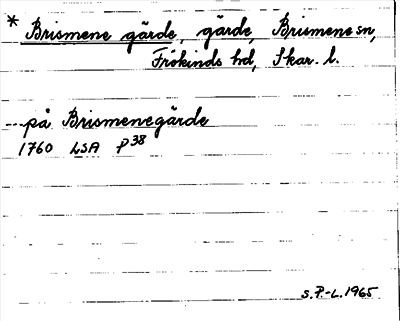 * Brismene gärde, gärde, Brismene sn,
Frökinds hd, Skar. l.
...på Brismenegärde
1760 LSA P38
S.P.-L. 1965